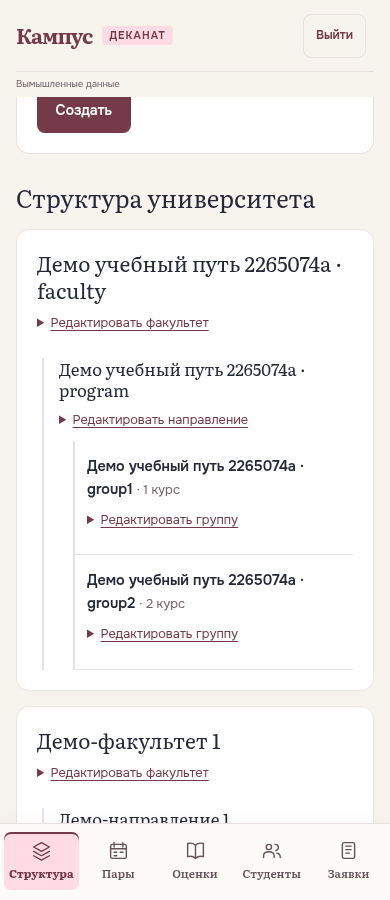 Кампус ДЕКАНАТ Выйти
Вымышленные данные
Создать
Структура университета
Демо учебный путь 2265074a ·
faculty
Редактировать факультет
Демо учебный путь 2265074a ·
program
Редактировать направление
Демо учебный путь 2265074a ·
group1 · 1 курс
Редактировать группу
Демо учебный путь 2265074a ·
group2 · 2 курс
Редактировать группу
Демо-факультет 1
Редактировать факультет
Демо-направление 1
Структура Пары Оценки Студенты Заявки